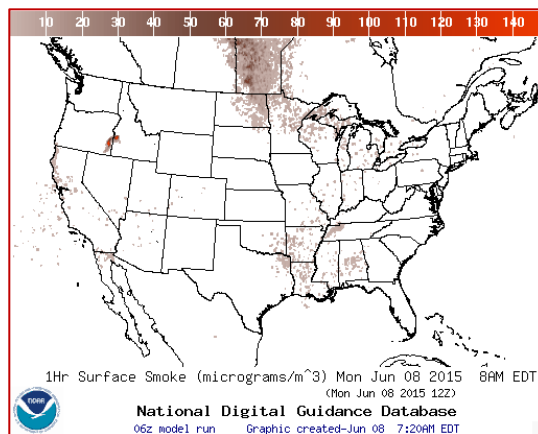 10 20 30 40 50 60 70 80 90 100 110 120 130 140
1Hr Surface Smoke (micrograms/m^3) Mon Jun 08 2015 8AM EDT
(Mon Jun 08 2015 12Z)
NOAA
National Digital Guidance Database
06z model run Graphic created-Jun 08 7:20AM EDT